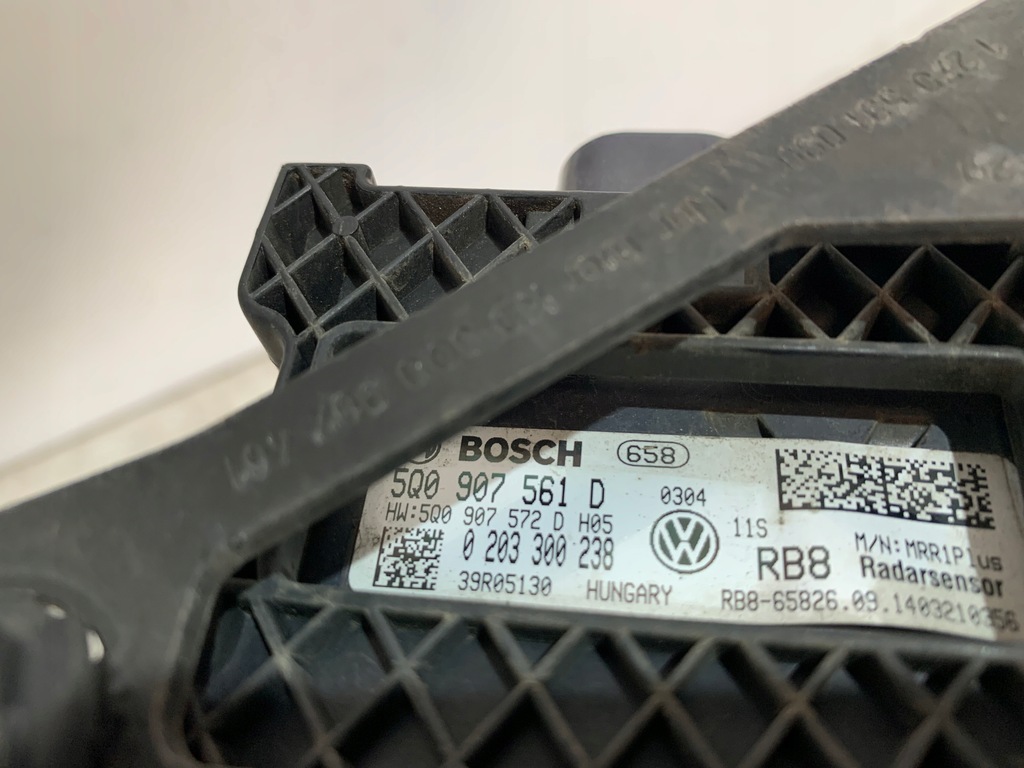 BOSCH 658
5Q0 907 561 D 0304
HW:5Q0 907 572 D H05
0 203 300 238
39R05130 HUNGARY
11S
RB8
M/N:MRR1Plus
Radarsensor
RB8-65826.09.1403210356